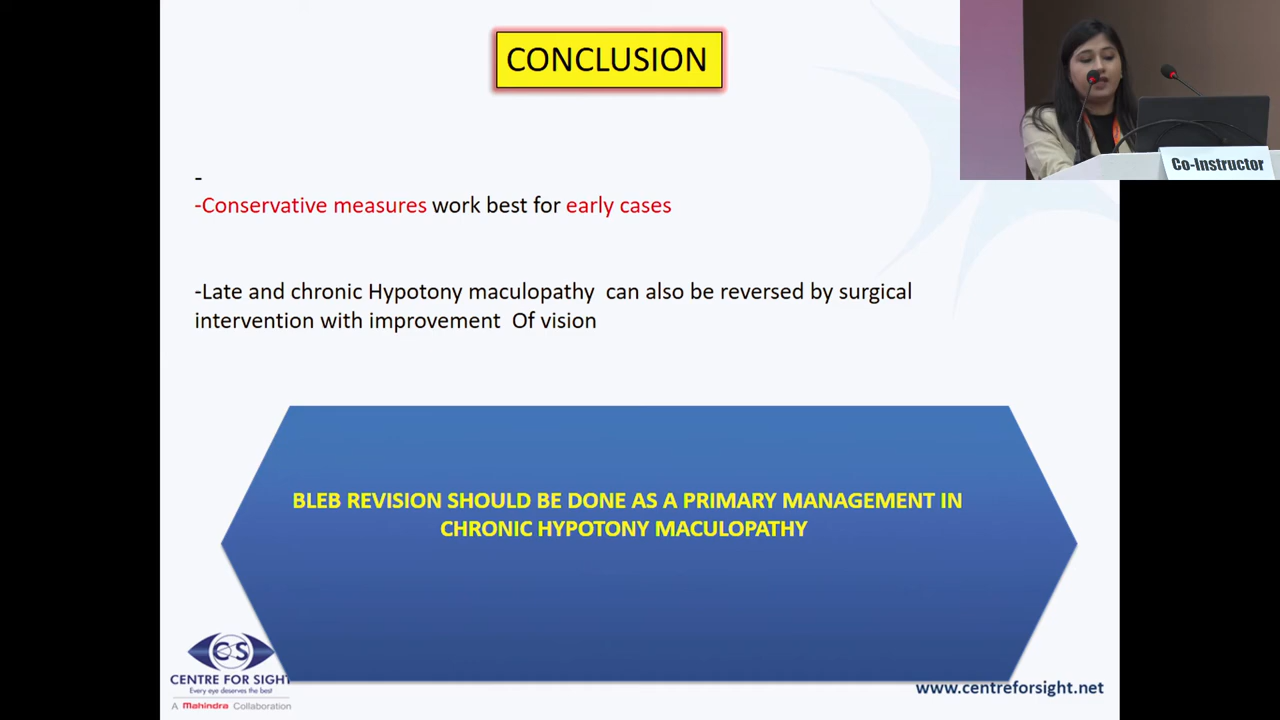 CONCLUSION
Co-Instructor
-
-Conservative measures work best for early cases
-Late and chronic Hypotony maculopathy can also be reversed by surgical
intervention with improvement Of vision
BLEB REVISION SHOULD BE DONE AS A PRIMARY MANAGEMENT IN
CHRONIC HYPOTONY MACULOPATHY
CS
CENTRE FOR SIGHT
Every eye deserves the best
A Mahindra Collaboration
www.centreforsight.net